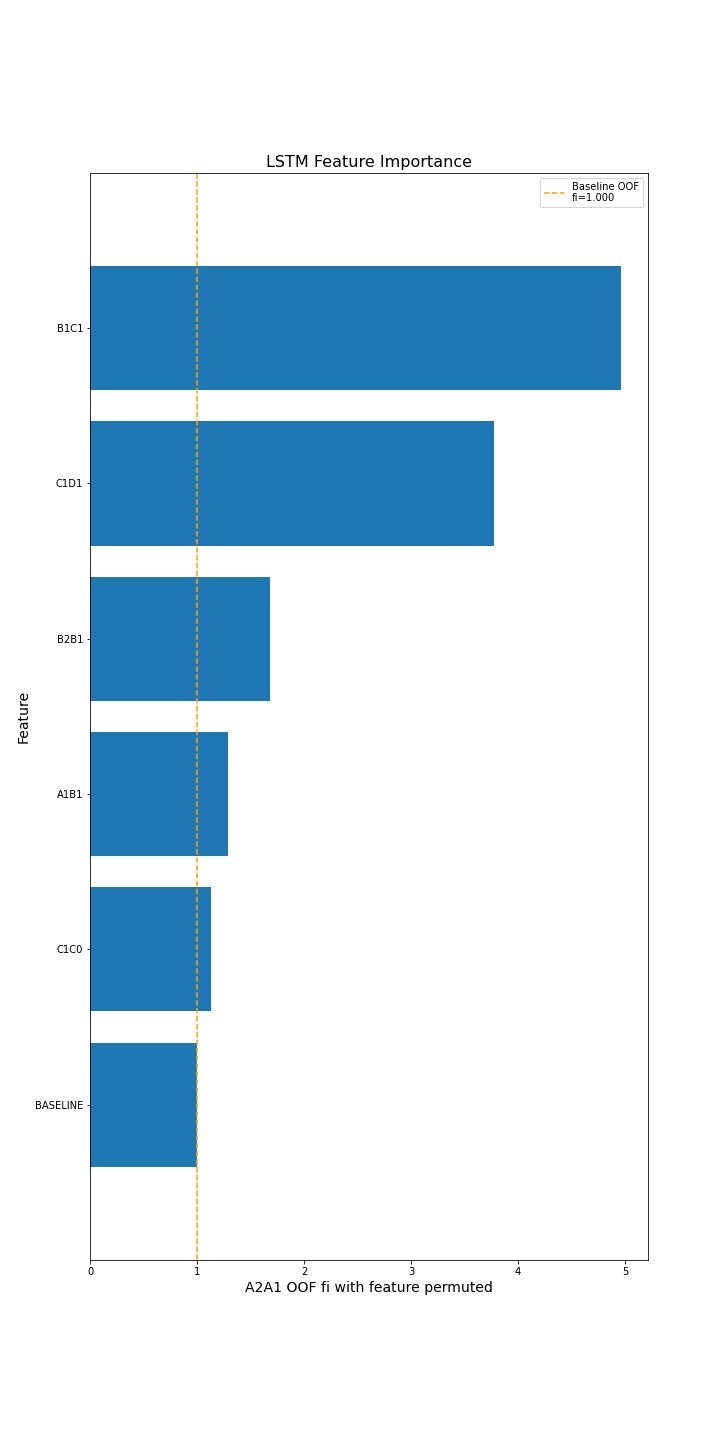 LSTM Feature Importance
Baseline OOF
fi=1.000
B1C1
C1D1
B2B1
Feature
A1B1
C1C0
BASELINE
0 1 2 3 4 5
A2A1 OOF fi with feature permuted